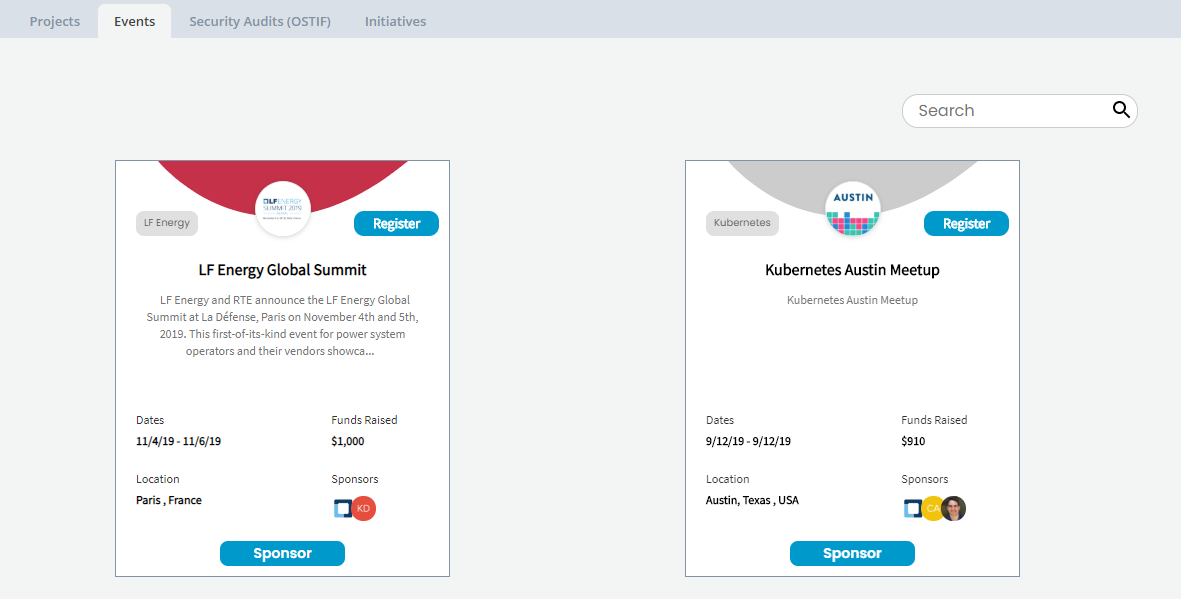 Projects Events Security Audits (OSTIF) Initiatives
Search
LF ENERGY
SUMMIT 2019
LF Energy
Register
LF Energy Global Summit
LF Energy and RTE announce the LF Energy Global
Summit at La Défense, Paris on November 4th and 5th,
2019. This first-of-its-kind event for power system
operators and their vendors showca...
Dates
11/4/19 - 11/6/19
Funds Raised
$1,000
Location
Paris , France
Sponsors
KD
Sponsor
AUSTIN
Kubernetes
Register
Kubernetes Austin Meetup
Kubernetes Austin Meetup
Dates
9/12/19 - 9/12/19
Funds Raised
$910
Location
Austin, Texas , USA
Sponsors
CA
Sponsor